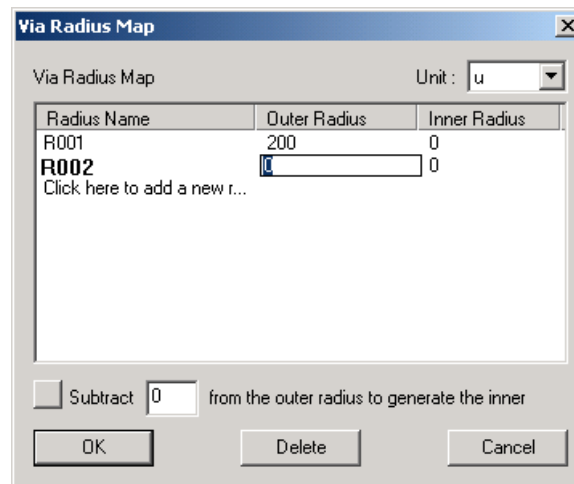 Via Radius Map
Via Radius Map Unit : u
Radius Name Outer Radius Inner Radius
R001 200 0
R002 0 0
Click here to add a new r...
Subtract 0 from the outer radius to generate the inner
OK Delete Cancel